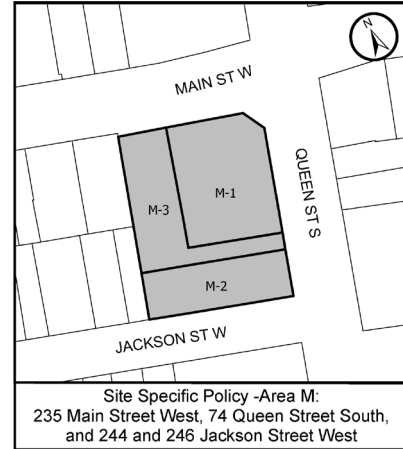 N
MAIN ST W
M-1
M-3
QUEEN ST S
M-2
JACKSON ST W
Site Specific Policy -Area M:
235 Main Street West, 74 Queen Street South,
and 244 and 246 Jackson Street West